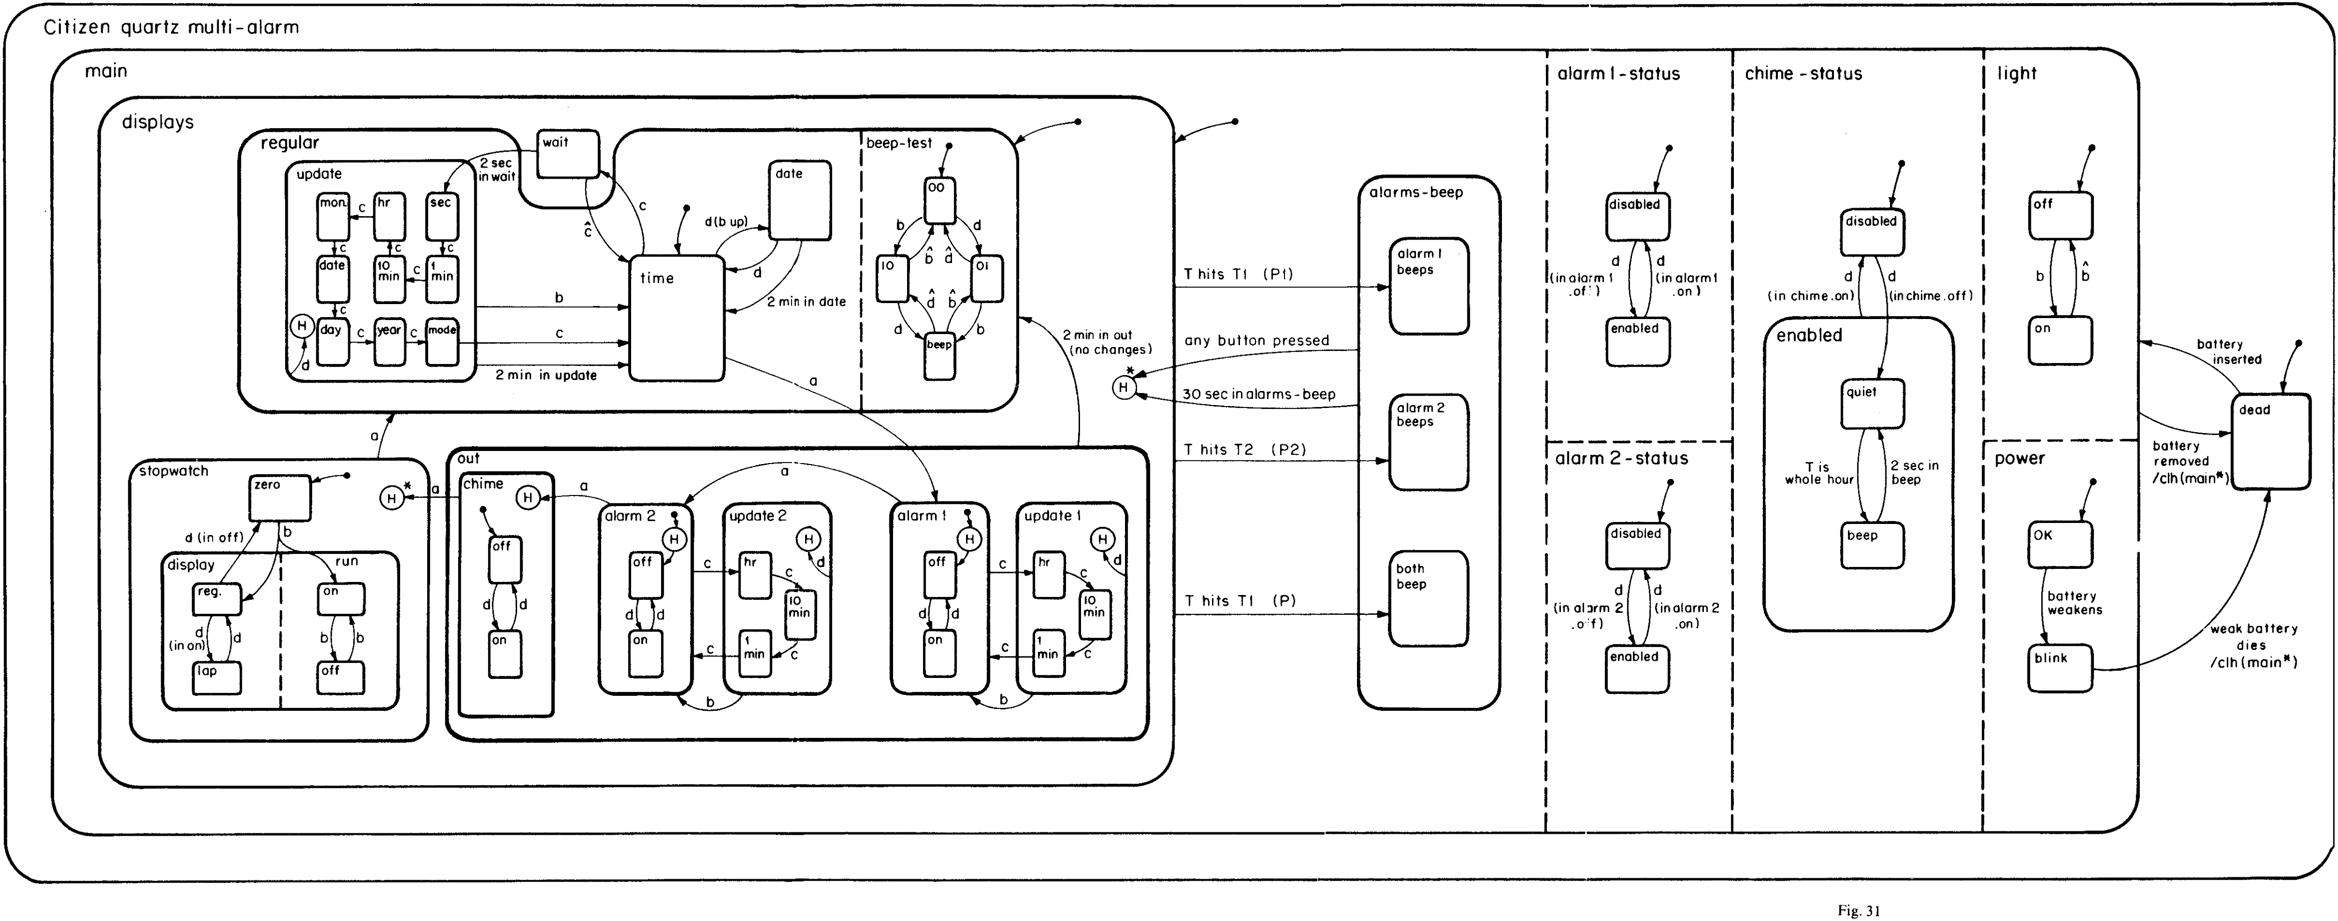 Citizen quartz multi-alarm
main
displays
regular
update
mon
c
hr
sec
c
c
c
date
10
min
c
1
min
c
H
d
day
c
year
c
mode
wait
2 sec
in wait
ĉ
c
time
b
c
2 min in update
d(b up)
date
d
2 min in date
a
beep-test
00
b
d
10
b̂
d̂
01
d
d̂
b̂
b
beep
2 min in out
(no changes)
a
stopwatch
zero
d (in off)
b
display
run
reg.
d
(in on)
d
lap
on
b
b
off
H
*
a
out
chime
H
a
off
d
d
on
a
alarm 2
H
off
d
d
on
c
c
b
update 2
hr
H
d
c
10
min
c
1
min
alarm 1
H
off
d
d
on
c
c
b
update 1
hr
H
d
c
10
min
c
1
min
T hits T1 (P1)
any button pressed
H
*
30 sec in alarms-beep
T hits T2 (P2)
T hits T1 (P)
alarms-beep
alarm 1
beeps
alarm 2
beeps
both
beep
alarm 1-status
disabled
d
d
(in alarm 1
.off)
(in alarm 1
.on)
enabled
alarm 2-status
disabled
d
d
(in alarm 2
.off)
(in alarm 2
.on)
enabled
chime-status
disabled
d
d
(in chime.on)
(in chime.off)
enabled
quiet
T is
whole hour
2 sec in
beep
beep
light
off
b
b̂
on
power
OK
battery
weakens
blink
battery
inserted
dead
battery
removed
/clh(main*)
weak battery
dies
/clh(main*)
Fig. 31